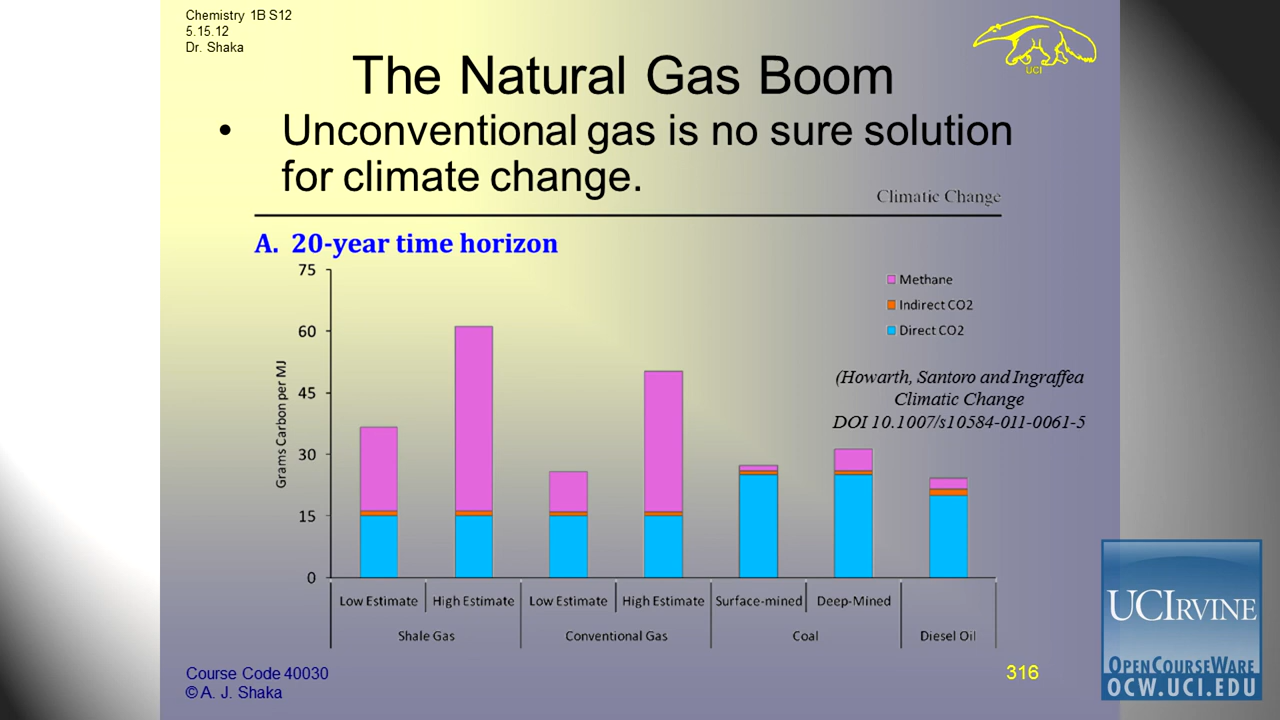 Chemistry 1B S12
5.15.12
Dr. Shaka
UCI
The Natural Gas Boom
• Unconventional gas is no sure solution
for climate change.
Climatic Change
A. 20-year time horizon
Methane
Indirect CO2
Direct CO2
(Howarth, Santoro and Ingraffea
Climatic Change
DOI 10.1007/s10584-011-0061-5
Grams Carbon per MJ
75
60
45
30
15
0
Low Estimate High Estimate Low Estimate High Estimate Surface-mined Deep-Mined
Shale Gas Conventional Gas Coal Diesel Oil
Course Code 40030
© A. J. Shaka
316
UCIRVINE
OPENCOURSEWARE
OCW.UCI.EDU